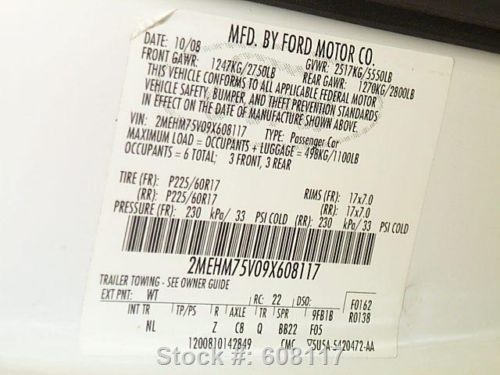 MFD. BY FORD MOTOR CO.
DATE: 10/08 GVWR: 2517KG/5550LB
FRONT GAWR: 1247KG/2750LB REAR GAWR: 1270KG/2800LB
THIS VEHICLE CONFORMS TO ALL APPLICABLE FEDERAL MOTOR
VEHICLE SAFETY, BUMPER, AND THEFT PREVENTION STANDARDS
IN EFFECT ON THE DATE OF MANUFACTURE SHOWN ABOVE.
VIN: 2MEHM75V09X608117 TYPE: Passenger Car
MAXIMUM LOAD = OCCUPANTS + LUGGAGE = 498KG/1100LB
OCCUPANTS = 6 TOTAL: 3 FRONT, 3 REAR
TIRE (FR): P225/60R17 RIMS (FR): 17x7.0
(RR): P225/60R17 (RR): 17x7.0
PRESSURE (FR): 230 kPa/ 33 PSI COLD (RR): 230 kPa/ 33 PSI COLD
2MEHM75V09X608117
TRAILER TOWING - SEE OWNER GUIDE
EXT PNT: WT RC: 22 DSO: F0162
INT TR TP/PS R AXLE TR SPR 9FB1B R0138
NL Z C8 Q BB22 F05
1200810142849 CMC 5U5A-5420472-AA
Stock #: 608117